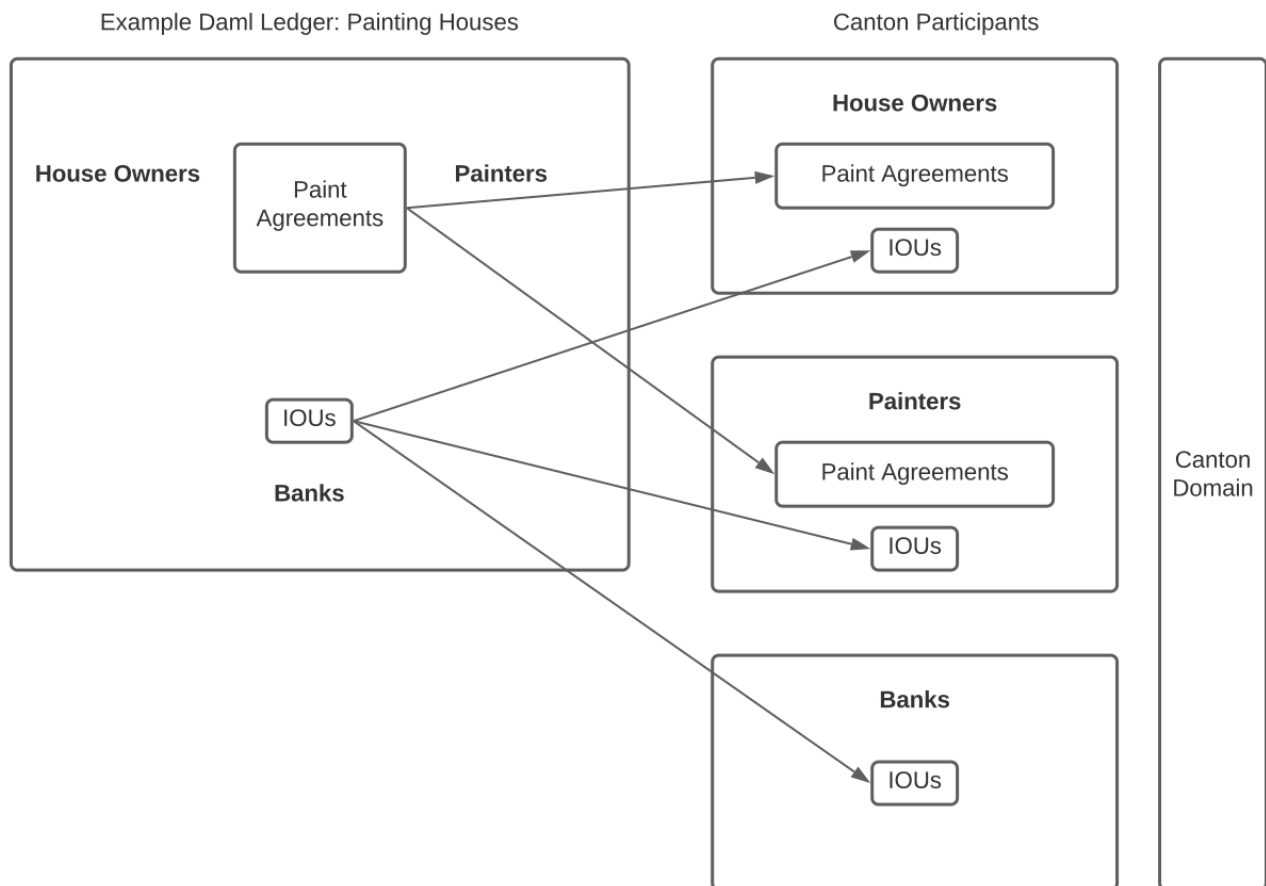 Example Daml Ledger: Painting Houses
House Owners
Paint
Agreements
Painters
IOUs
Banks
Canton Participants
House Owners
Paint Agreements
IOUs
Painters
Paint Agreements
IOUs
Banks
IOUs
Canton
Domain